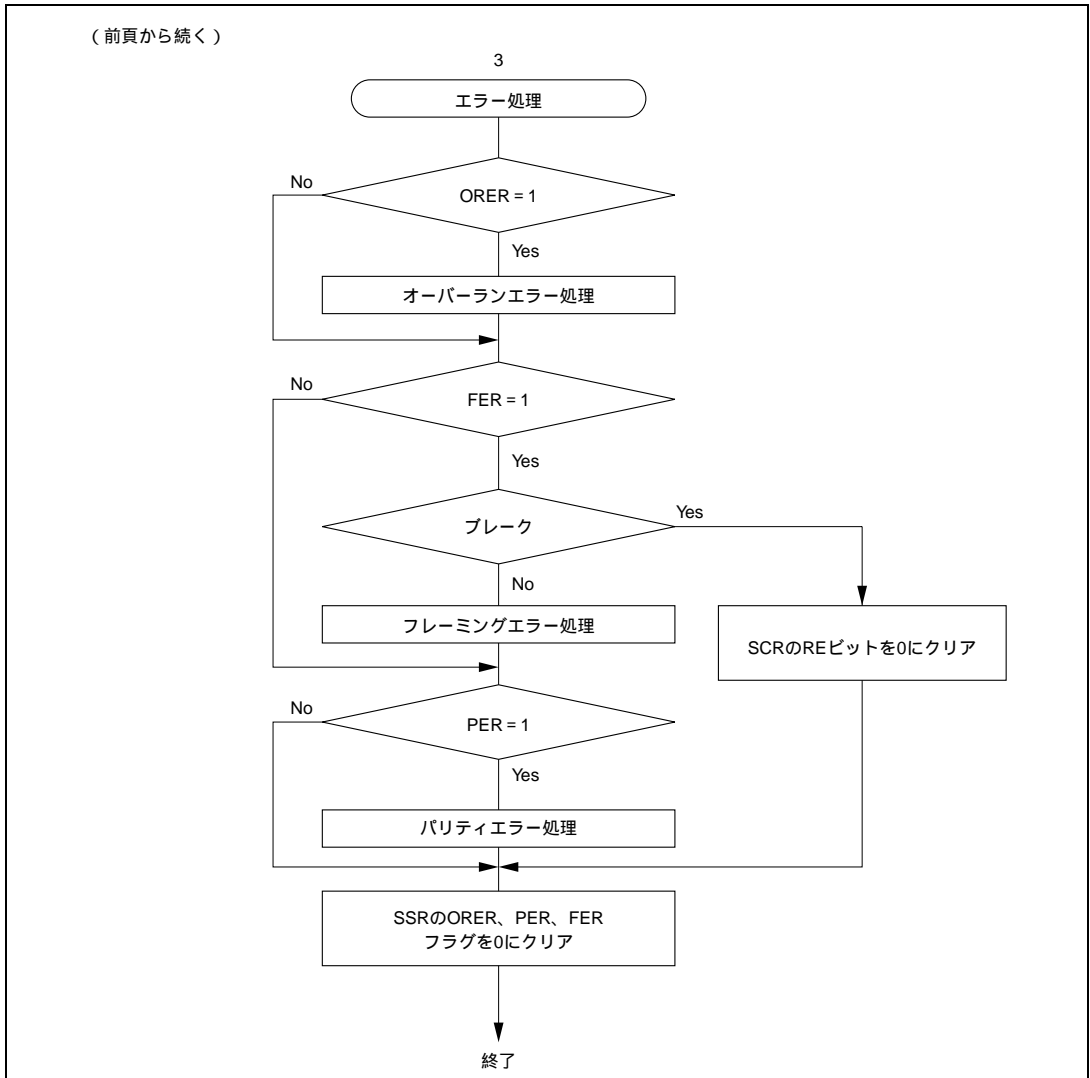 （前頁から続く）
3
エラー処理
No
ORER = 1
Yes
オーバーランエラー処理
No
FER = 1
Yes
ブレーク
Yes
No
フレーミングエラー処理
SCRのREビットを0にクリア
No
PER = 1
Yes
パリティエラー処理
SSRのORER、PER、FER
フラグを0にクリア
終了